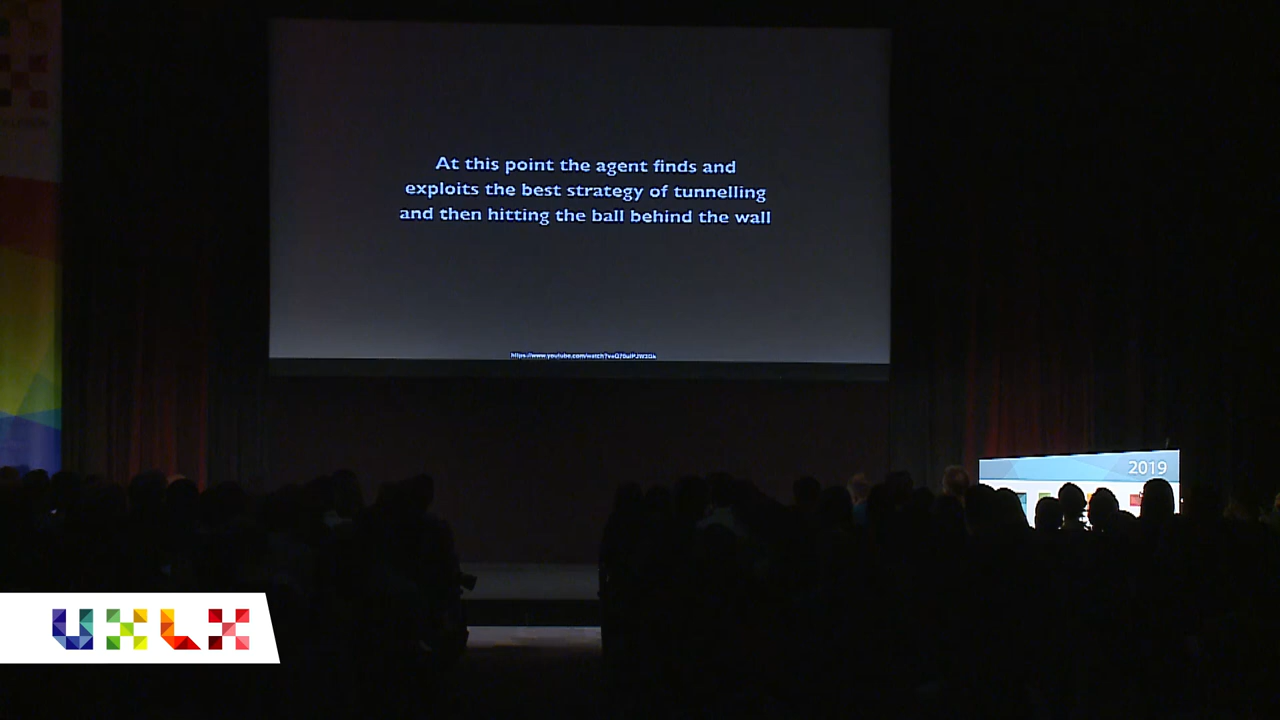 At this point the agent finds and
exploits the best strategy of tunnelling
and then hitting the ball behind the wall
2019
UXLX